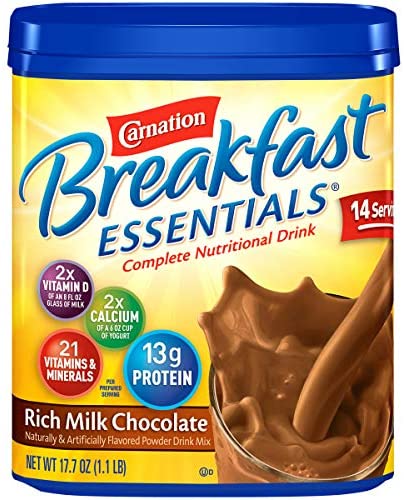 Carnation
Breakfast
ESSENTIALS®
Complete Nutritional Drink
14
2x
VITAMIN D
OF AN 8 FL OZ
GLASS OF MILK
2x
CALCIUM
OF A 6 OZ CUP
OF YOGURT
21
VITAMINS &
MINERALS
PER
PREPARED
SERVING
13g
PROTEIN
Rich Milk Chocolate
Naturally & Artificially Flavored Powder Drink Mix
NET WT 17.7 OZ (1.1 LB)
U D